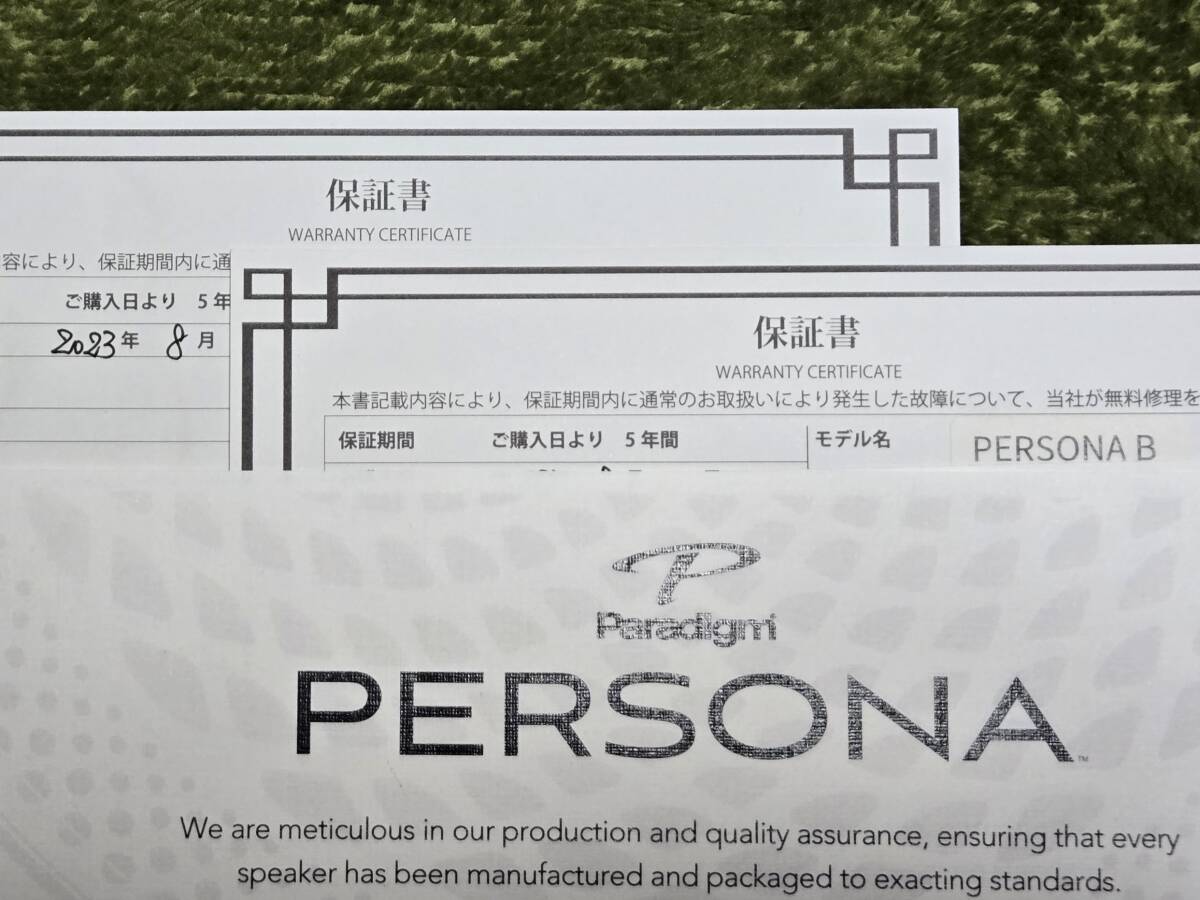 保証書
WARRANTY CERTIFICATE
容により、保証期間内に通
ご購入日より 5年
2023年 8月
保証書
WARRANTY CERTIFICATE
本書記載内容により、保証期間内に通常のお取扱いにより発生した故障について、当社が無料修理を
保証期間 ご購入日より 5年間 モデル名 PERSONA B
Paradigm
PERSONA™
We are meticulous in our production and quality assurance, ensuring that every
speaker has been manufactured and packaged to exacting standards.